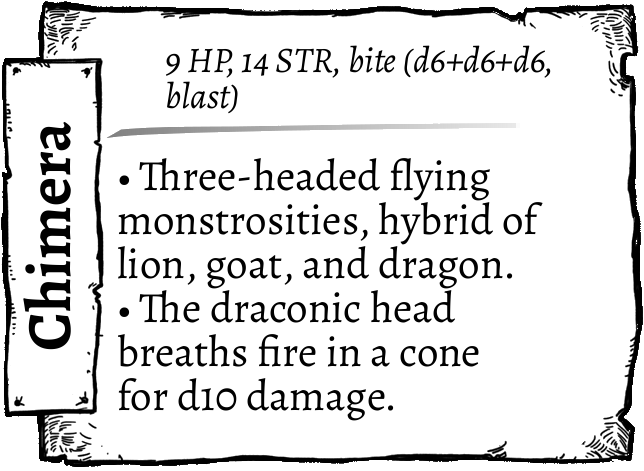 Chimera
9 HP, 14 STR, bite (d6+d6+d6,
blast)
• Three-headed flying
monstrosities, hybrid of
lion, goat, and dragon.
• The draconic head
breaths fire in a cone
for d10 damage.